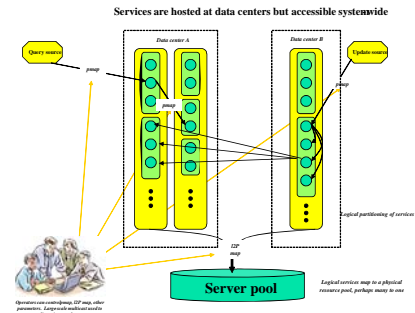 Services are hosted at data centers but accessible system-wide
Data center A
Data center B
Query source
Update source
pmap
pmap
pmap
Logical partitioning of services
l2P
map
Server pool
Logical services map to a physical
resource pool, perhaps many to one
Operators can control pmap, l2P map, other
parameters. Large-scale multicast used to